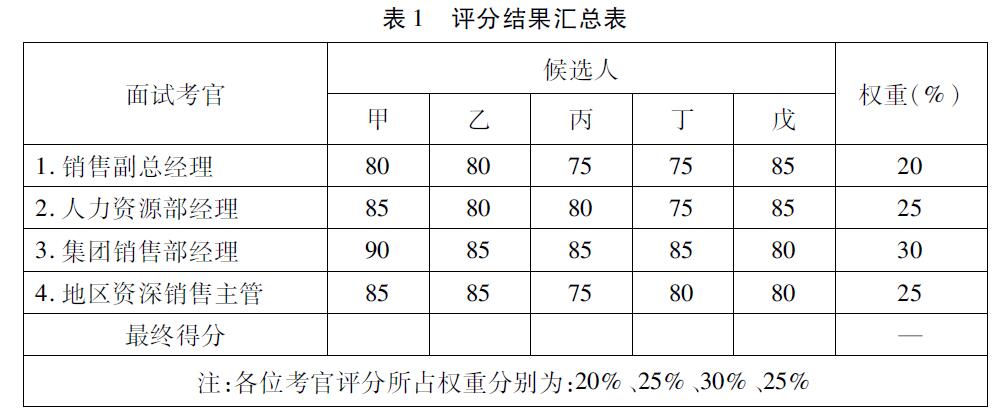 表1 评分结果汇总表
面试考官 候选人 权重(%)
甲 乙 丙 丁 戊
1.销售副总经理 80 80 75 75 85 20
2.人力资源部经理 85 80 80 75 85 25
3.集团销售部经理 90 85 85 85 80 30
4.地区资深销售主管 85 85 75 80 80 25
最终得分 —
注:各位考官评分所占权重分别为:20%、25%、30%、25%